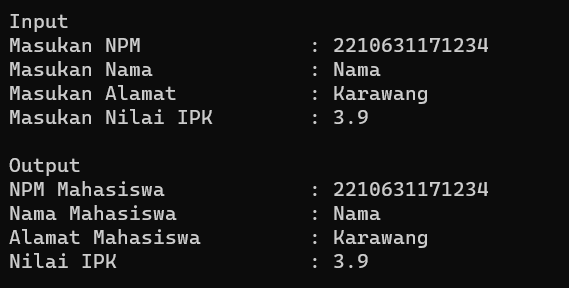 Input
Masukan NPM : 2210631171234
Masukan Nama : Nama
Masukan Alamat : Karawang
Masukan Nilai IPK : 3.9
Output
NPM Mahasiswa : 2210631171234
Nama Mahasiswa : Nama
Alamat Mahasiswa : Karawang
Nilai IPK : 3.9